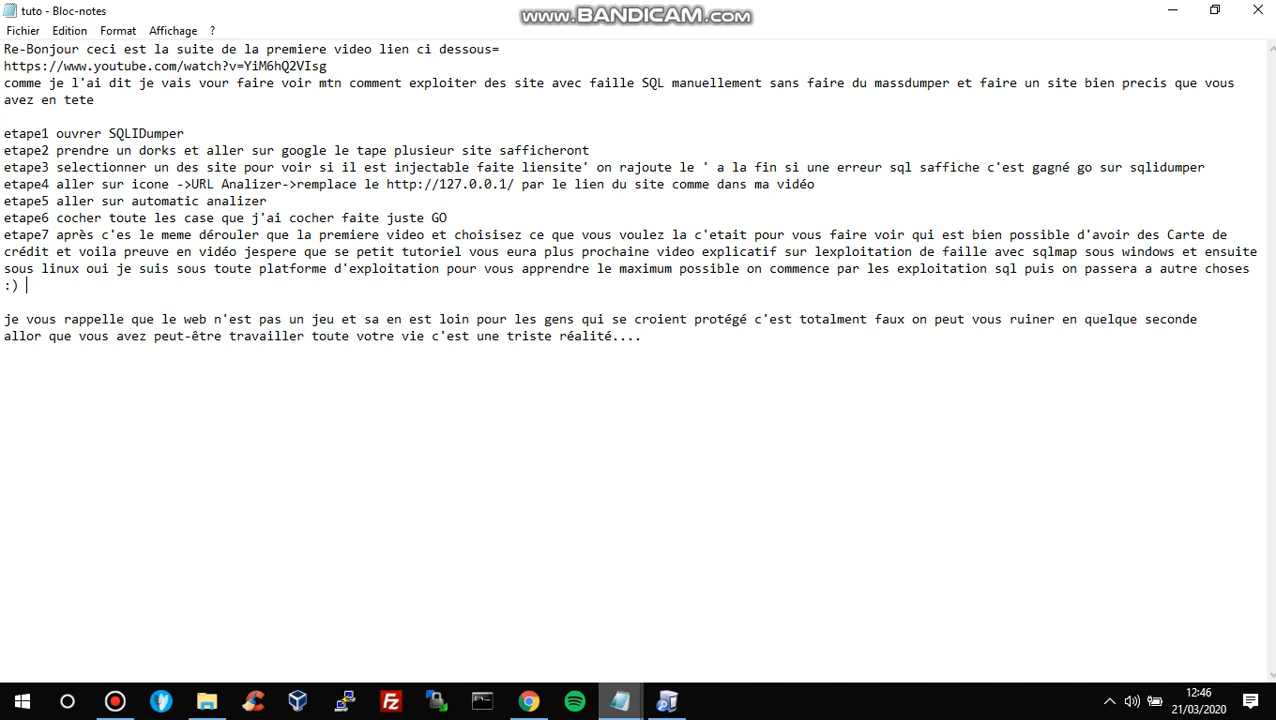 tuto - Bloc-notes
www.BANDICAM.com
Fichier Edition Format Affichage ?
Re-Bonjour ceci est la suite de la premiere video lien ci dessous=
https://www.youtube.com/watch?v=YiM6hQ2VIsg
comme je l'ai dit je vais vour faire voir mtn comment exploiter des site avec faille SQL manuellement sans faire du massdumper et faire un site bien precis que vous
avez en tete
etape1 ouvrer SQLIDumper
etape2 prendre un dorks et aller sur google le tape plusieur site safficheront
etape3 selectionner un des site pour voir si il est injectable faite liensite' on rajoute le ' a la fin si une erreur sql saffiche c'est gagné go sur sqlidumper
etape4 aller sur icone ->URL Analizer->remplace le http://127.0.0.1/ par le lien du site comme dans ma vidéo
etape5 aller sur automatic analizer
etape6 cocher toute les case que j'ai cocher faite juste GO
etape7 après c'es le meme dérouler que la premiere video et choisisez ce que vous voulez la c'etait pour vous faire voir qui est bien possible d'avoir des Carte de
crédit et voila preuve en vidéo jespere que se petit tutoriel vous eura plus prochaine video explicatif sur lexploitation de faille avec sqlmap sous windows et ensuite
sous linux oui je suis sous toute platforme d'exploitation pour vous apprendre le maximum possible on commence par les exploitation sql puis on passera a autre choses
:)
je vous rappelle que le web n'est pas un jeu et sa en est loin pour les gens qui se croient protégé c'est totalment faux on peut vous ruiner en quelque seconde
allor que vous avez peut-être travailler toute votre vie c'est une triste réalité....
12:46
21/03/2020